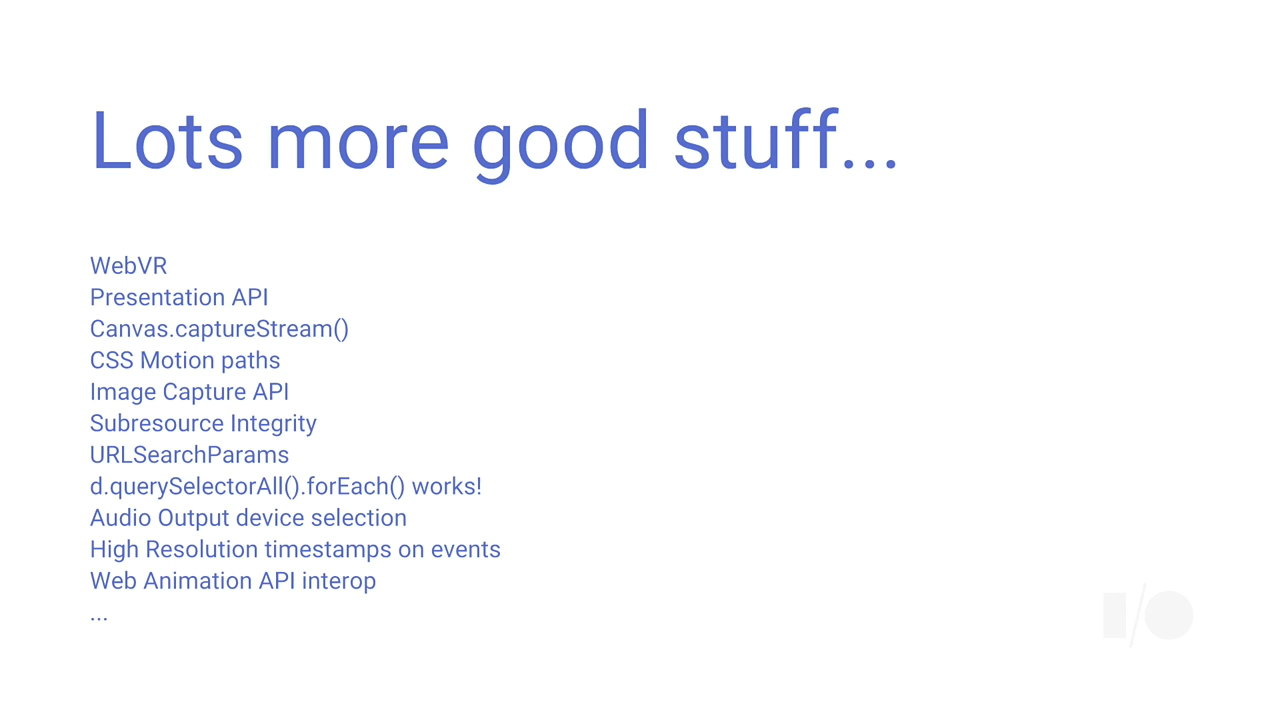 Lots more good stuff...
WebVR
Presentation API
Canvas.captureStream()
CSS Motion paths
Image Capture API
Subresource Integrity
URLSearchParams
d.querySelectorAll().forEach() works!
Audio Output device selection
High Resolution timestamps on events
Web Animation API interop
...
I/O